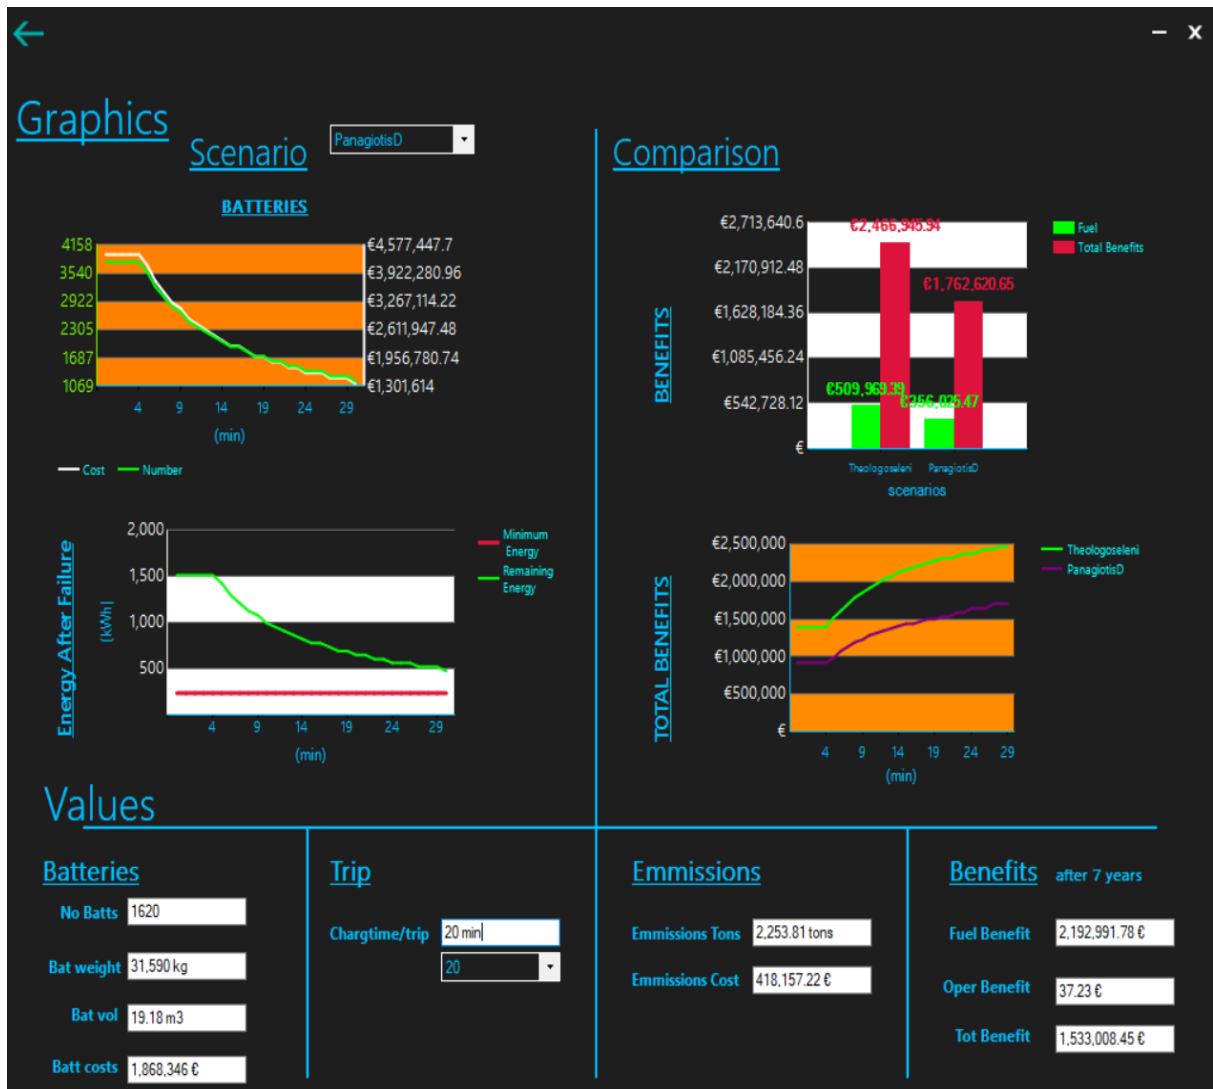 X
Graphics
Scenario
PanagiotisD
BATTERIES
4158
3540
2922
2305
1687
1069
€4,577,447.7
€3,922,280.96
€3,267,114.22
€2,611,947.48
€1,956,780.74
€1,301,614
4 9 14 19 24 29
(min)
Cost Number
Energy After Failure
(kWh)
2,000
1,500
1,000
500
4 9 14 19 24 29
(min)
Minimum
Energy
Remaining
Energy
Comparison
BENEFITS
€2,713,640.6
€2,170,912.48
€1,628,184.36
€1,085,456.24
€542,728.12
€
€2,466,945.94
€1,762,620.65
€509,969.39
€356,025.47
Theologoseleni PanagiotisD
scenarios
Fuel
Total Benefits
TOTAL BENEFITS
€2,500,000
€2,000,000
€1,500,000
€1,000,000
€500,000
€
4 9 14 19 24 29
(min)
Theologoseleni
PanagiotisD
Values
Batteries
No Batts 1620
Bat weight 31,590 kg
Bat vol 19.18 m3
Batt costs 1,868,346 €
Trip
Chargtime/trip 20 min
20
Emmissions
Emmissions Tons 2,253.81 tons
Emmissions Cost 418,157.22 €
Benefits after 7 years
Fuel Benefit 2,192,991.78 €
Oper Benefit 37.23 €
Tot Benefit 1,533,008.45 €